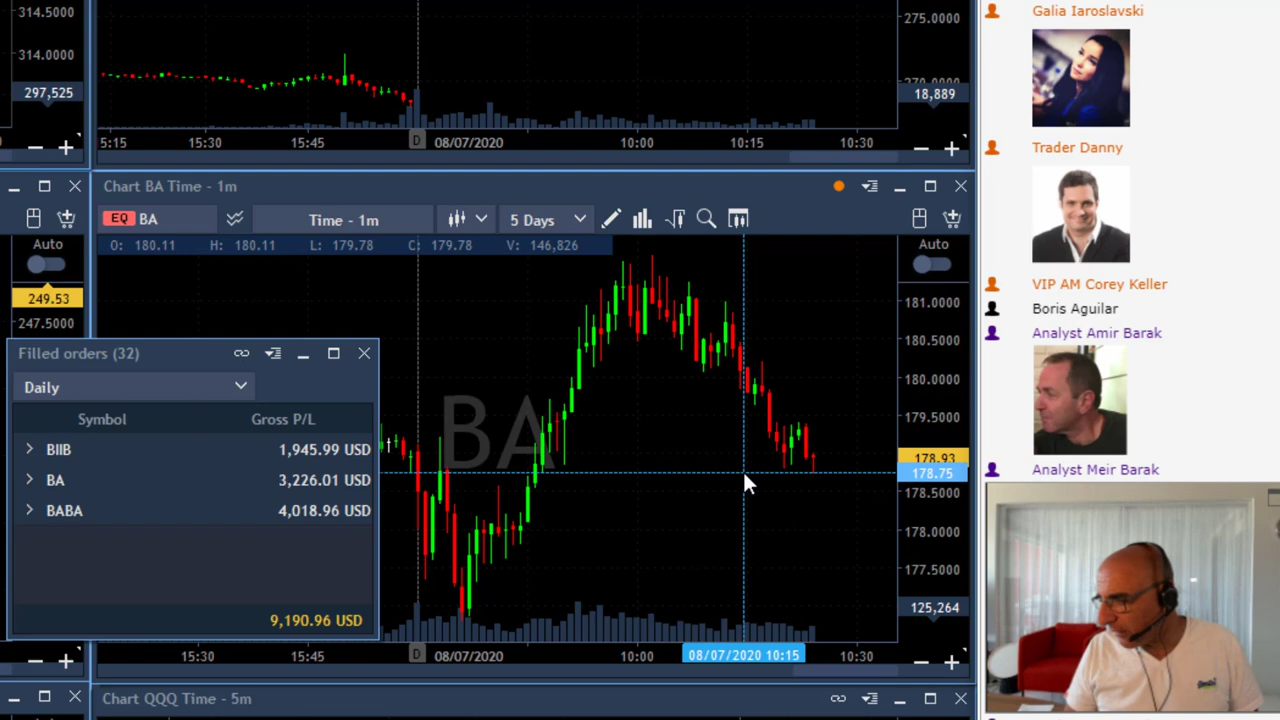 314.5000
314.0000
297,525
275.0000
270.0000
18,889
5:15 15:30 15:45 D 08/07/2020 10:00 10:15 10:30
Chart BA Time - 1m
EQ BA Time - 1m 5 Days
O: 180.11 H: 180.11 L: 179.78 C: 179.78 V: 146,826
Auto
249.53
247.5000
Auto
181.0000
180.5000
180.0000
179.5000
178.93
178.75
178.5000
178.0000
177.5000
125,264
BA
Filled orders (32)
Daily
Symbol Gross P/L
BIIB 1,945.99 USD
BA 3,226.01 USD
BABA 4,018.96 USD
9,190.96 USD
15:30 15:45 D 08/07/2020 10:00 08/07/2020 10:15 10:30
Chart QQQ Time - 5m
Galia Iaroslavski
Trader Danny
VIP AM Corey Keller
Boris Aguilar
Analyst Amir Barak
Analyst Meir Barak